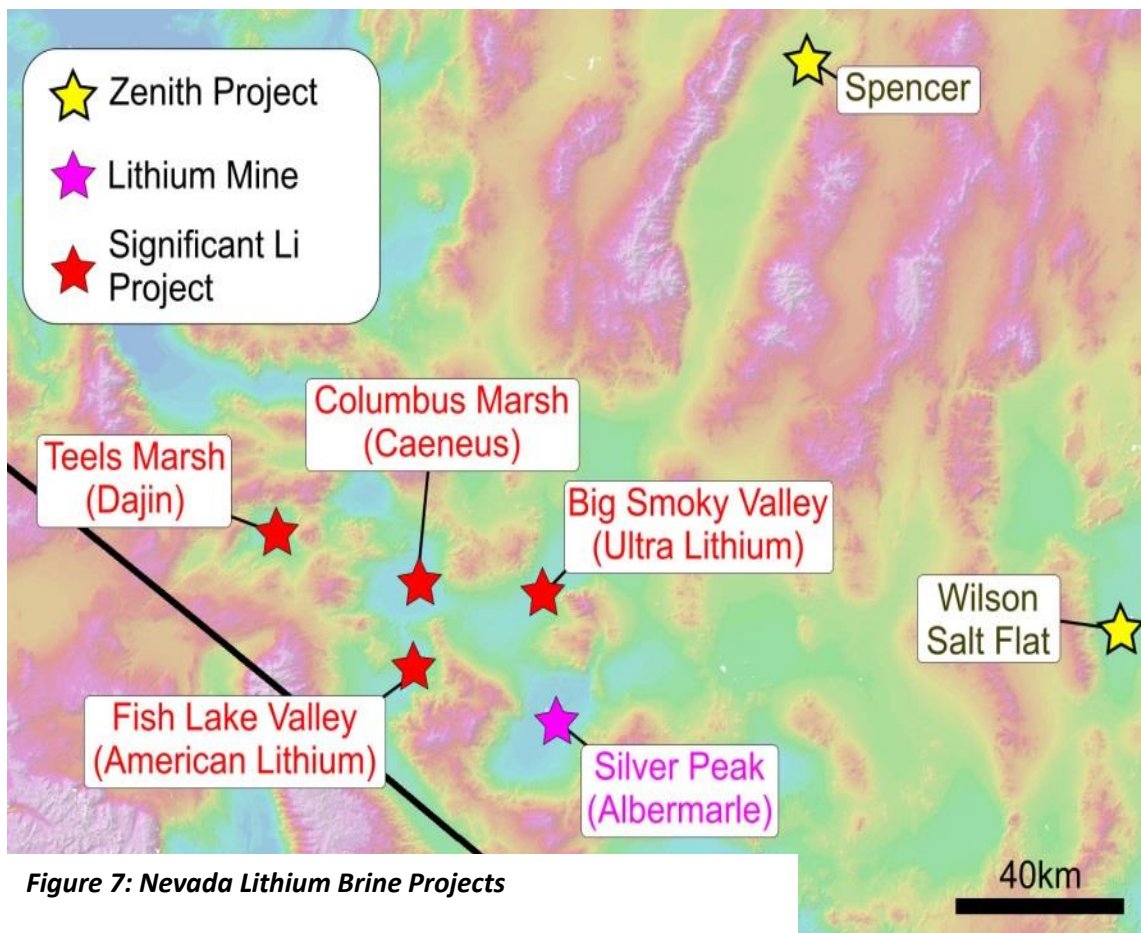 Zenith Project
Lithium Mine
Significant Li
Project
Spencer
Columbus Marsh
(Caeneus)
Teels Marsh
(Dajin)
Big Smoky Valley
(Ultra Lithium)
Wilson
Salt Flat
Fish Lake Valley
(American Lithium)
Silver Peak
(Albermarle)
40km
Figure 7: Nevada Lithium Brine Projects